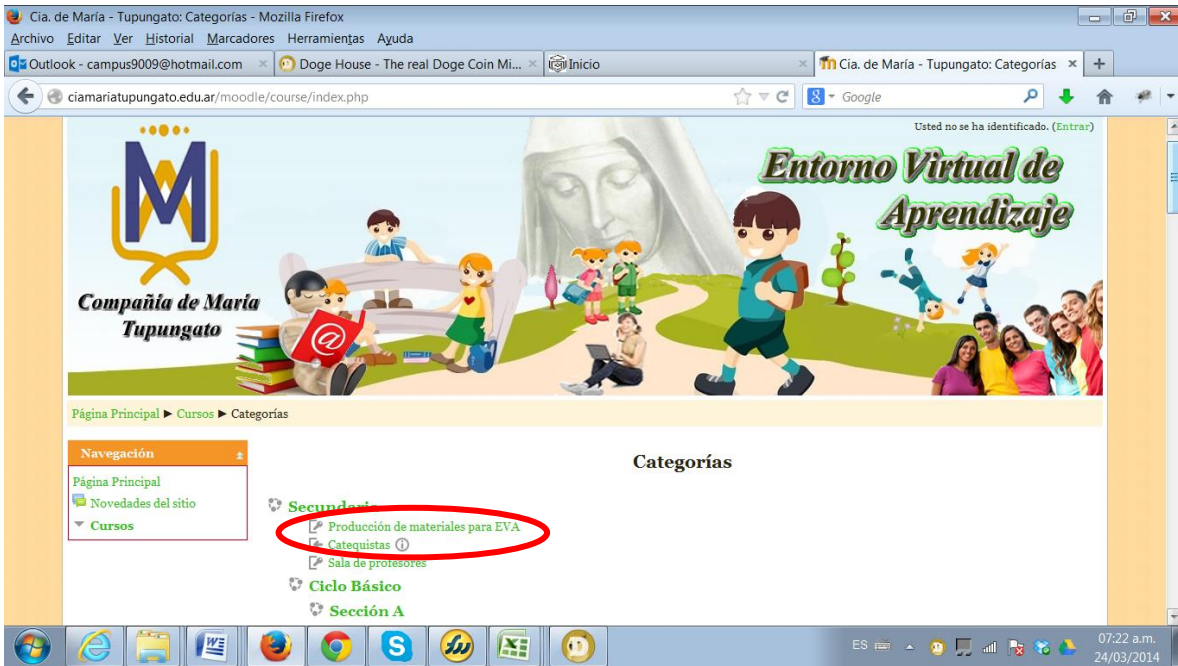 Cia. de María - Tupungato: Categorías - Mozilla Firefox
Archivo Editar Ver Historial Marcadores Herramientas Ayuda
Outlook - campus9009@hotmail.com × Doge House - The real Doge Coin Mi... × Inicio × Cia. de María - Tupungato: Categorías × +
ciamariatupungato.edu.ar/moodle/course/index.php Google
Usted no se ha identificado. (Entrar)
Entorno Virtual de
Aprendizaje
Compañía de María
Tupungato
@
Página Principal ► Cursos ► Categorías
Navegación
Categorías
Página Principal
Novedades del sitio
Cursos
Secundario
Producción de materiales para EVA
Catequistas
Sala de profesores
Ciclo Básico
Sección A
ES
07:22 a.m.
24/03/2014